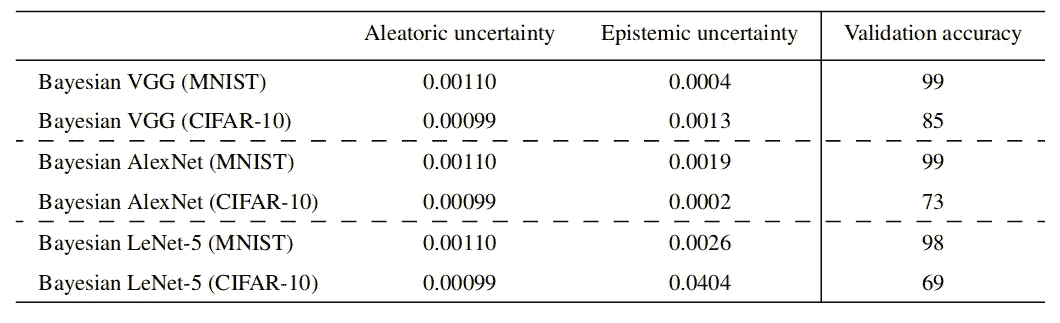 Aleatoric uncertainty Epistemic uncertainty Validation accuracy
Bayesian VGG (MNIST) 0.00110 0.0004 99
Bayesian VGG (CIFAR-10) 0.00099 0.0013 85
Bayesian AlexNet (MNIST) 0.00110 0.0019 99
Bayesian AlexNet (CIFAR-10) 0.00099 0.0002 73
Bayesian LeNet-5 (MNIST) 0.00110 0.0026 98
Bayesian LeNet-5 (CIFAR-10) 0.00099 0.0404 69